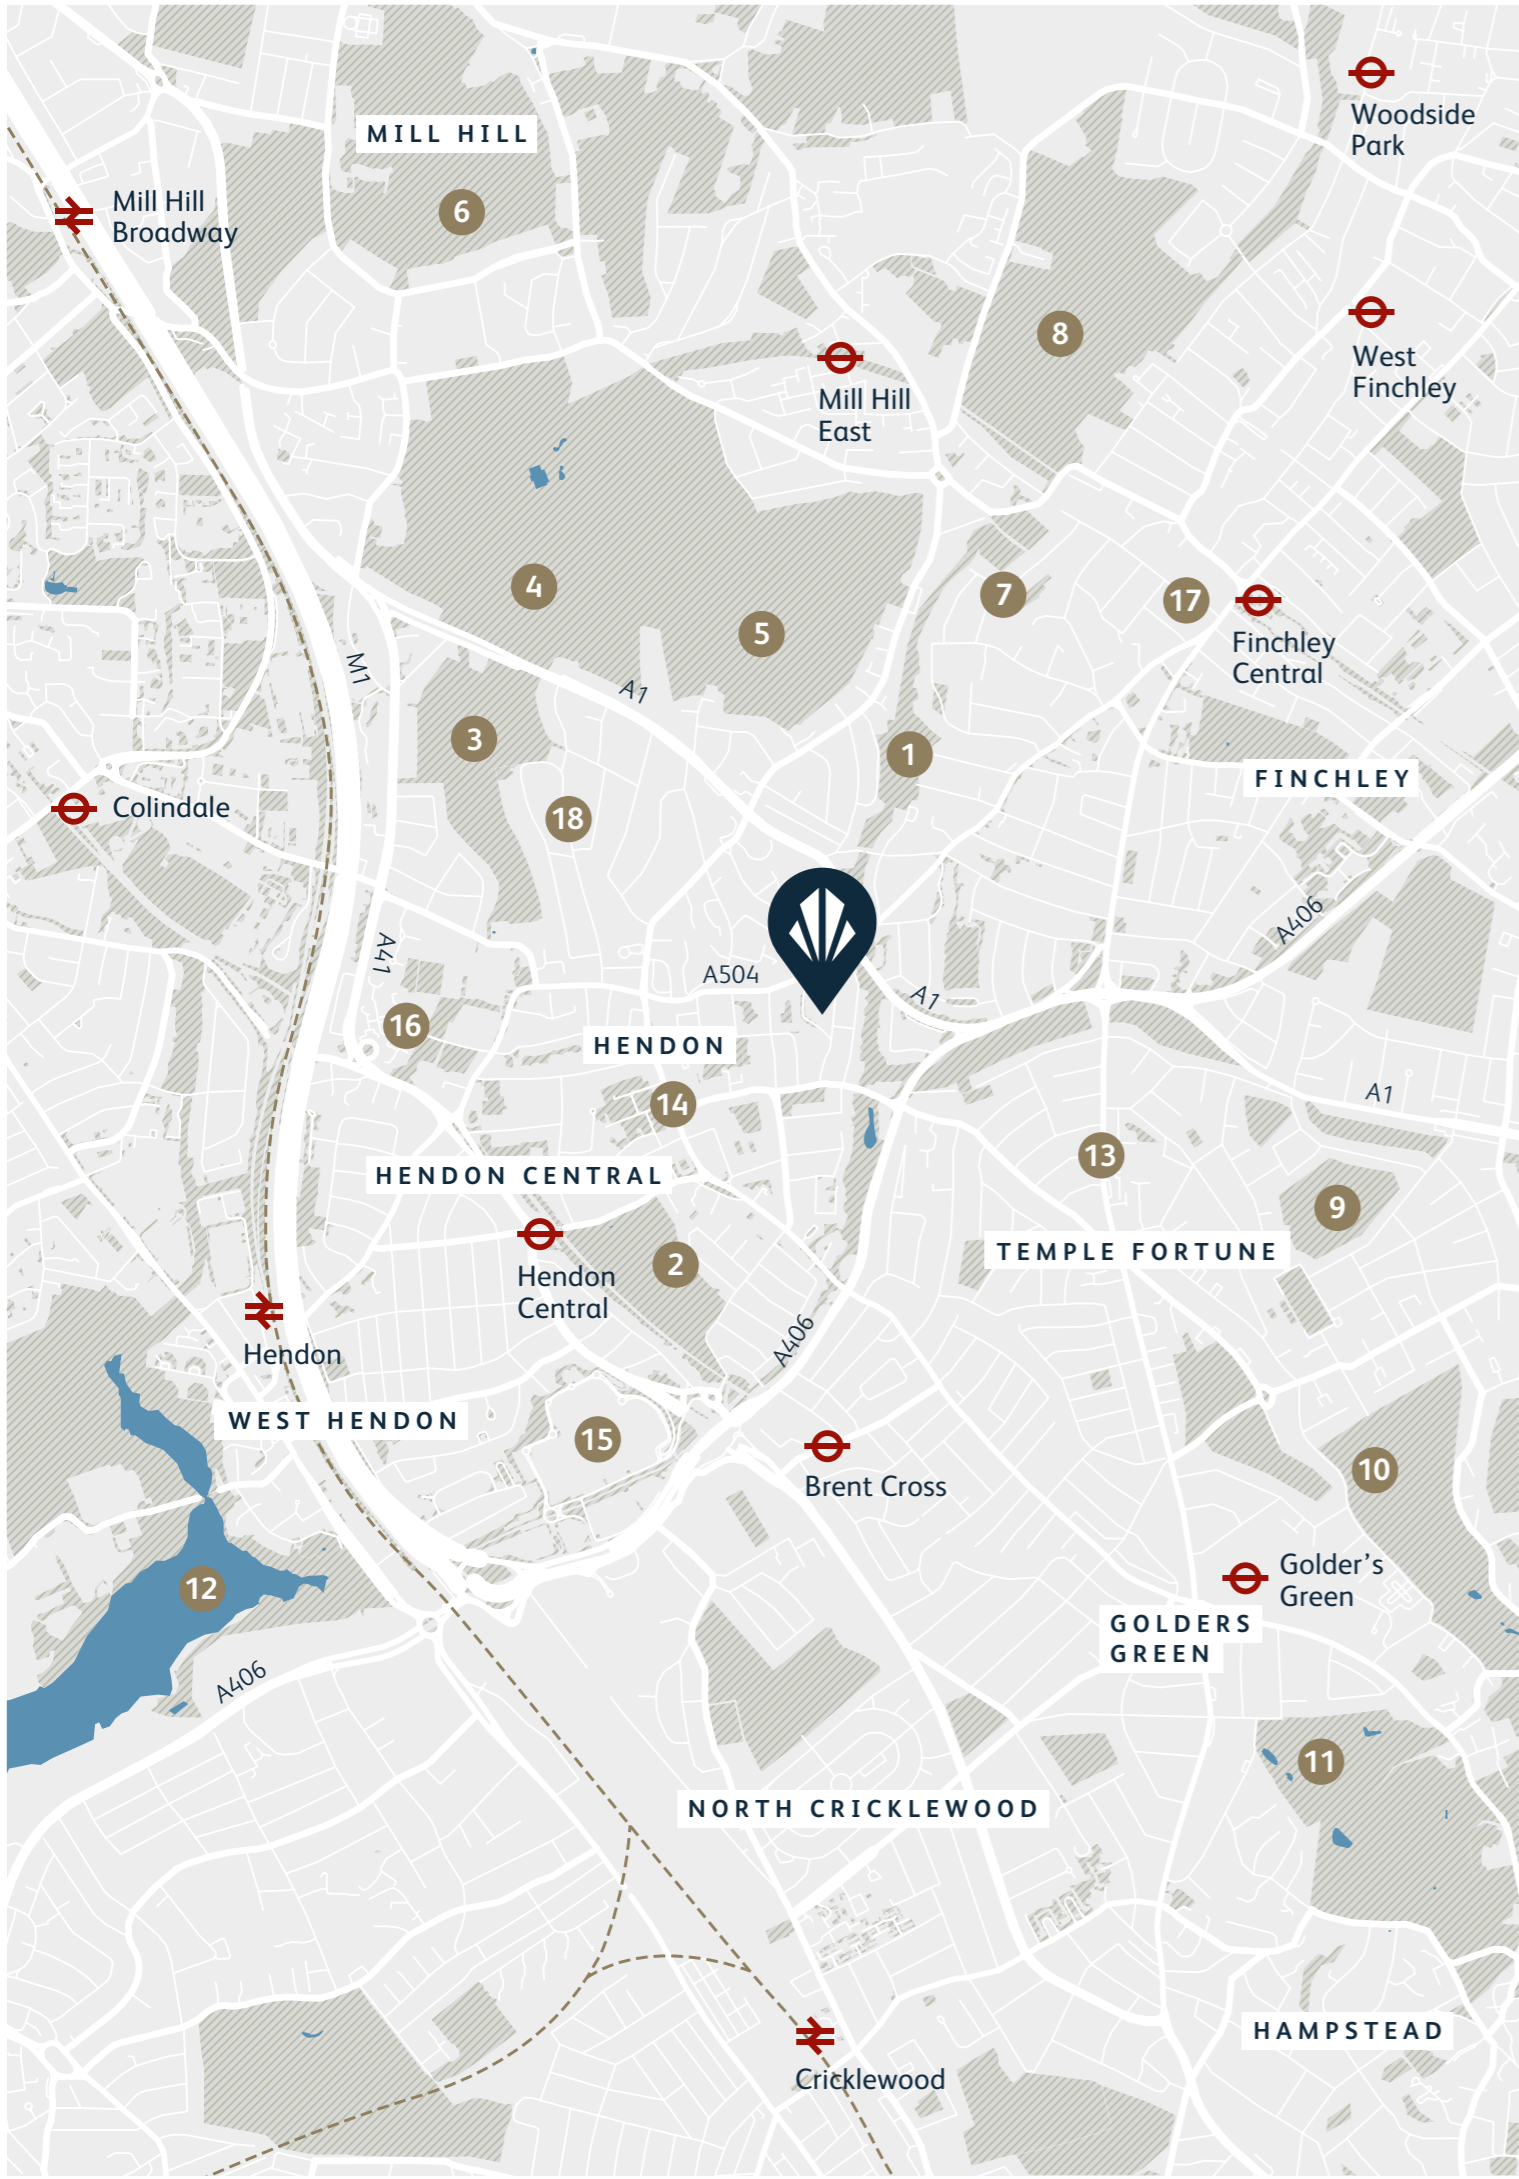 Woodside
Park
MILL HILL
Mill Hill
Broadway
6
8
West
Finchley
Mill Hill
East
4
7
17
5
Finchley
Central
M1
A1
3
1
FINCHLEY
Colindale
18
A406
A41
A504
A1
16
HENDON
14
A1
13
HENDON CENTRAL
9
TEMPLE FORTUNE
2
Hendon
Central
A406
Hendon
WEST HENDON
15
10
Brent Cross
12
Golder's
Green
GOLDERS
GREEN
A406
11
NORTH CRICKLEWOOD
HAMPSTEAD
Cricklewood